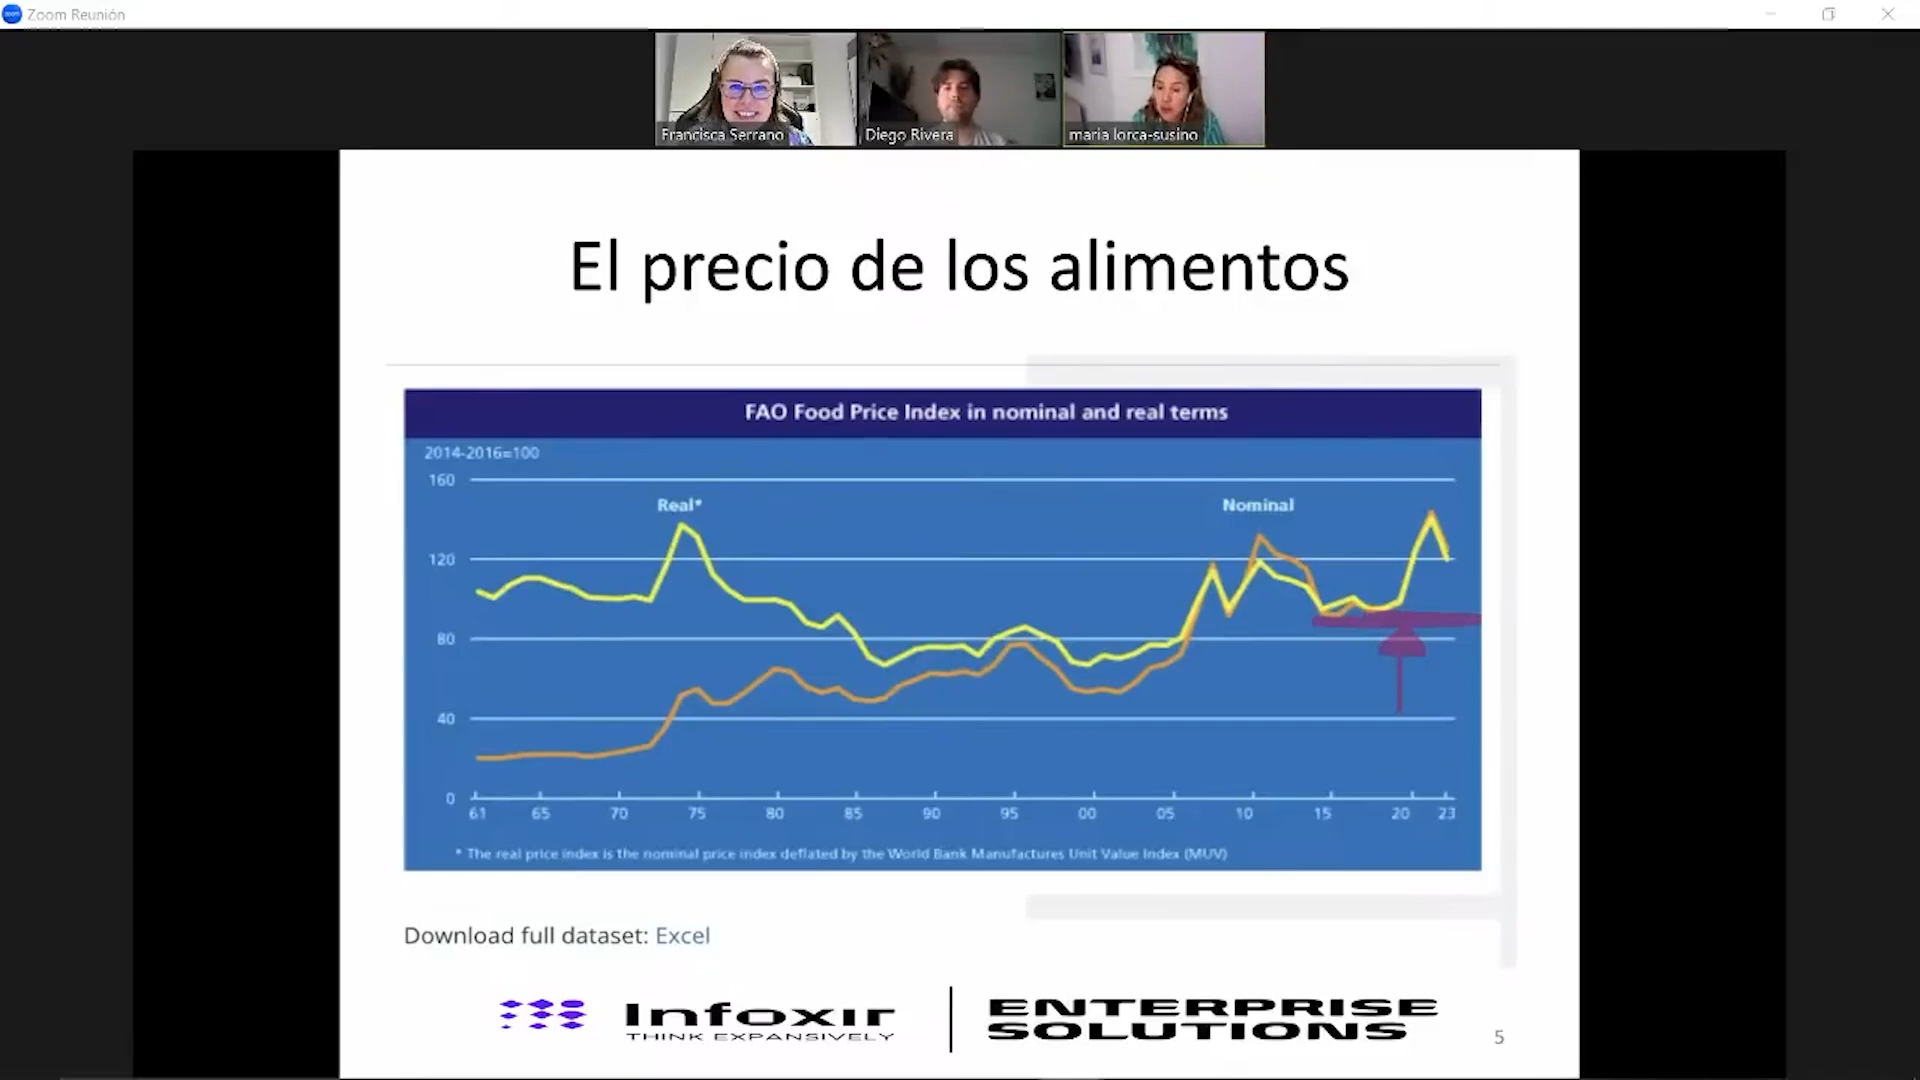 Zoom Reunión
Francisca Serrano
Diego Rivera
maria lorca-susino
El precio de los alimentos
FAO Food Price Index in nominal and real terms
2014-2016=100
160
Real*
Nominal
120
80
40
0
61 65 70 75 80 85 90 95 00 05 10 15 20 23
* The real price index is the nominal price index deflated by the World Bank Manufactures Unit Value Index (MUV)
Download full dataset: Excel
Infoxir
THINK EXPANSIVELY
ENTERPRISE
SOLUTIONS
5